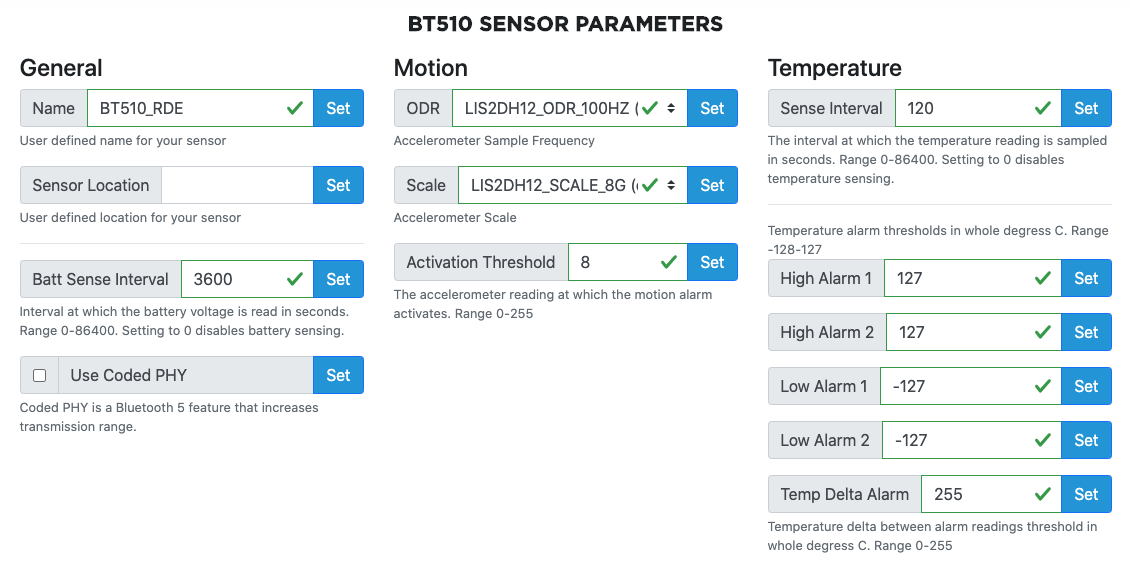 BT510 SENSOR PARAMETERS
General
Name BT510_RDE Set
User defined name for your sensor
Sensor Location Set
User defined location for your sensor
Batt Sense Interval 3600 Set
Interval at which the battery voltage is read in seconds.
Range 0-86400. Setting to 0 disables battery sensing.
Use Coded PHY Set
Coded PHY is a Bluetooth 5 feature that increases
transmission range.
Motion
ODR LIS2DH12_ODR_100HZ ( Set
Accelerometer Sample Frequency
Scale LIS2DH12_SCALE_8G ( Set
Accelerometer Scale
Activation Threshold 8 Set
The accelerometer reading at which the motion alarm
activates. Range 0-255
Temperature
Sense Interval 120 Set
The interval at which the temperature reading is sampled
in seconds. Range 0-86400. Setting to 0 disables
temperature sensing.
Temperature alarm thresholds in whole degress C. Range
-128-127
High Alarm 1 127 Set
High Alarm 2 127 Set
Low Alarm 1 -127 Set
Low Alarm 2 -127 Set
Temp Delta Alarm 255 Set
Temperature delta between alarm readings threshold in
whole degress C. Range 0-255